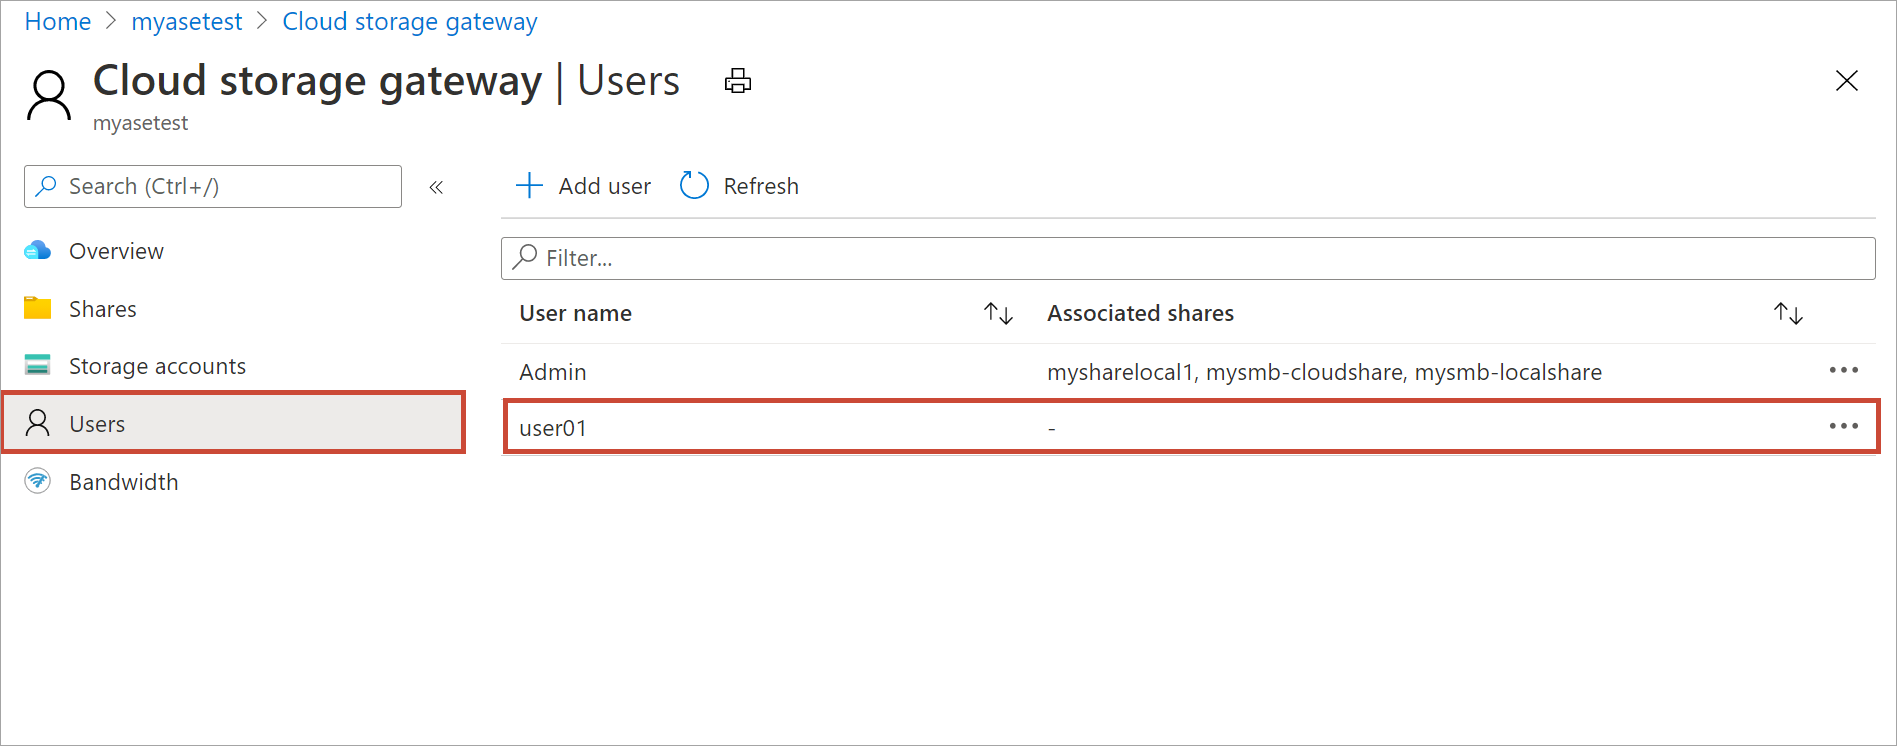 Home > myasetest > Cloud storage gateway
Cloud storage gateway | Users
myasetest
Search (Ctrl+/)
«
Add user
Refresh
Overview
Shares
Storage accounts
Users
Bandwidth
Filter...
User name
Associated shares
Admin
mysharelocal1, mysmb-cloudshare, mysmb-localshare
user01
-